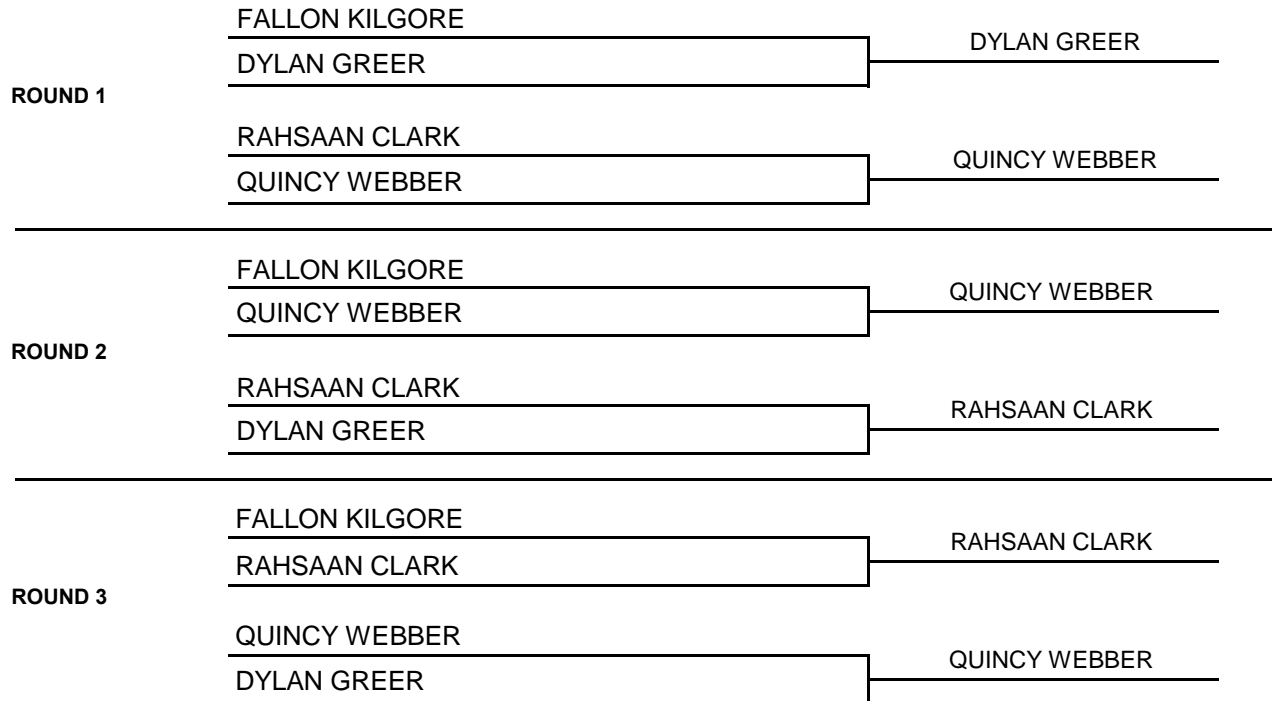 FALLON KILGORE
DYLAN GREER
DYLAN GREER
ROUND 1
RAHSAAN CLARK
QUINCY WEBBER
QUINCY WEBBER
FALLON KILGORE
QUINCY WEBBER
QUINCY WEBBER
ROUND 2
RAHSAAN CLARK
DYLAN GREER
RAHSAAN CLARK
FALLON KILGORE
RAHSAAN CLARK
RAHSAAN CLARK
ROUND 3
QUINCY WEBBER
DYLAN GREER
QUINCY WEBBER